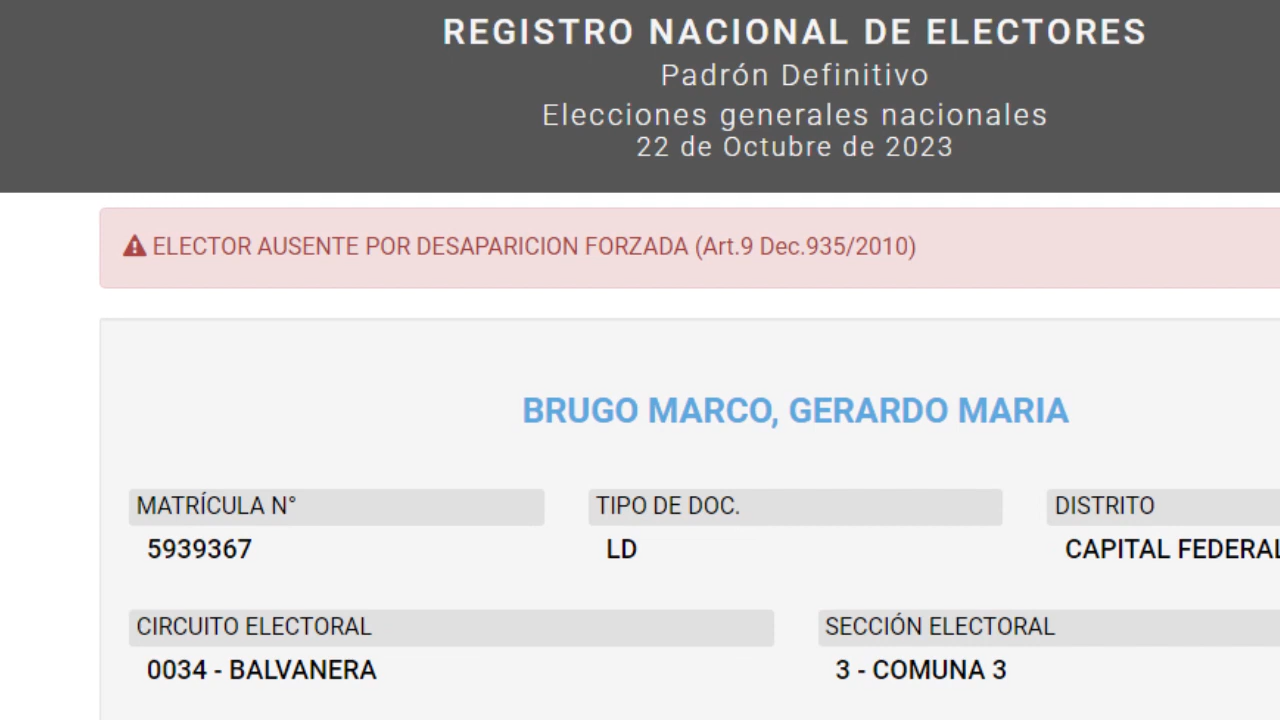 REGISTRO NACIONAL DE ELECTORES
Padrón Definitivo
Elecciones generales nacionales
22 de Octubre de 2023
ELECTOR AUSENTE POR DESAPARICION FORZADA (Art.9 Dec.935/2010)
BRUGO MARCO, GERARDO MARIA
MATRÍCULA N° TIPO DE DOC. DISTRITO
5939367 LD CAPITAL FEDERAL
CIRCUITO ELECTORAL SECCIÓN ELECTORAL
0034 - BALVANERA 3 - COMUNA 3